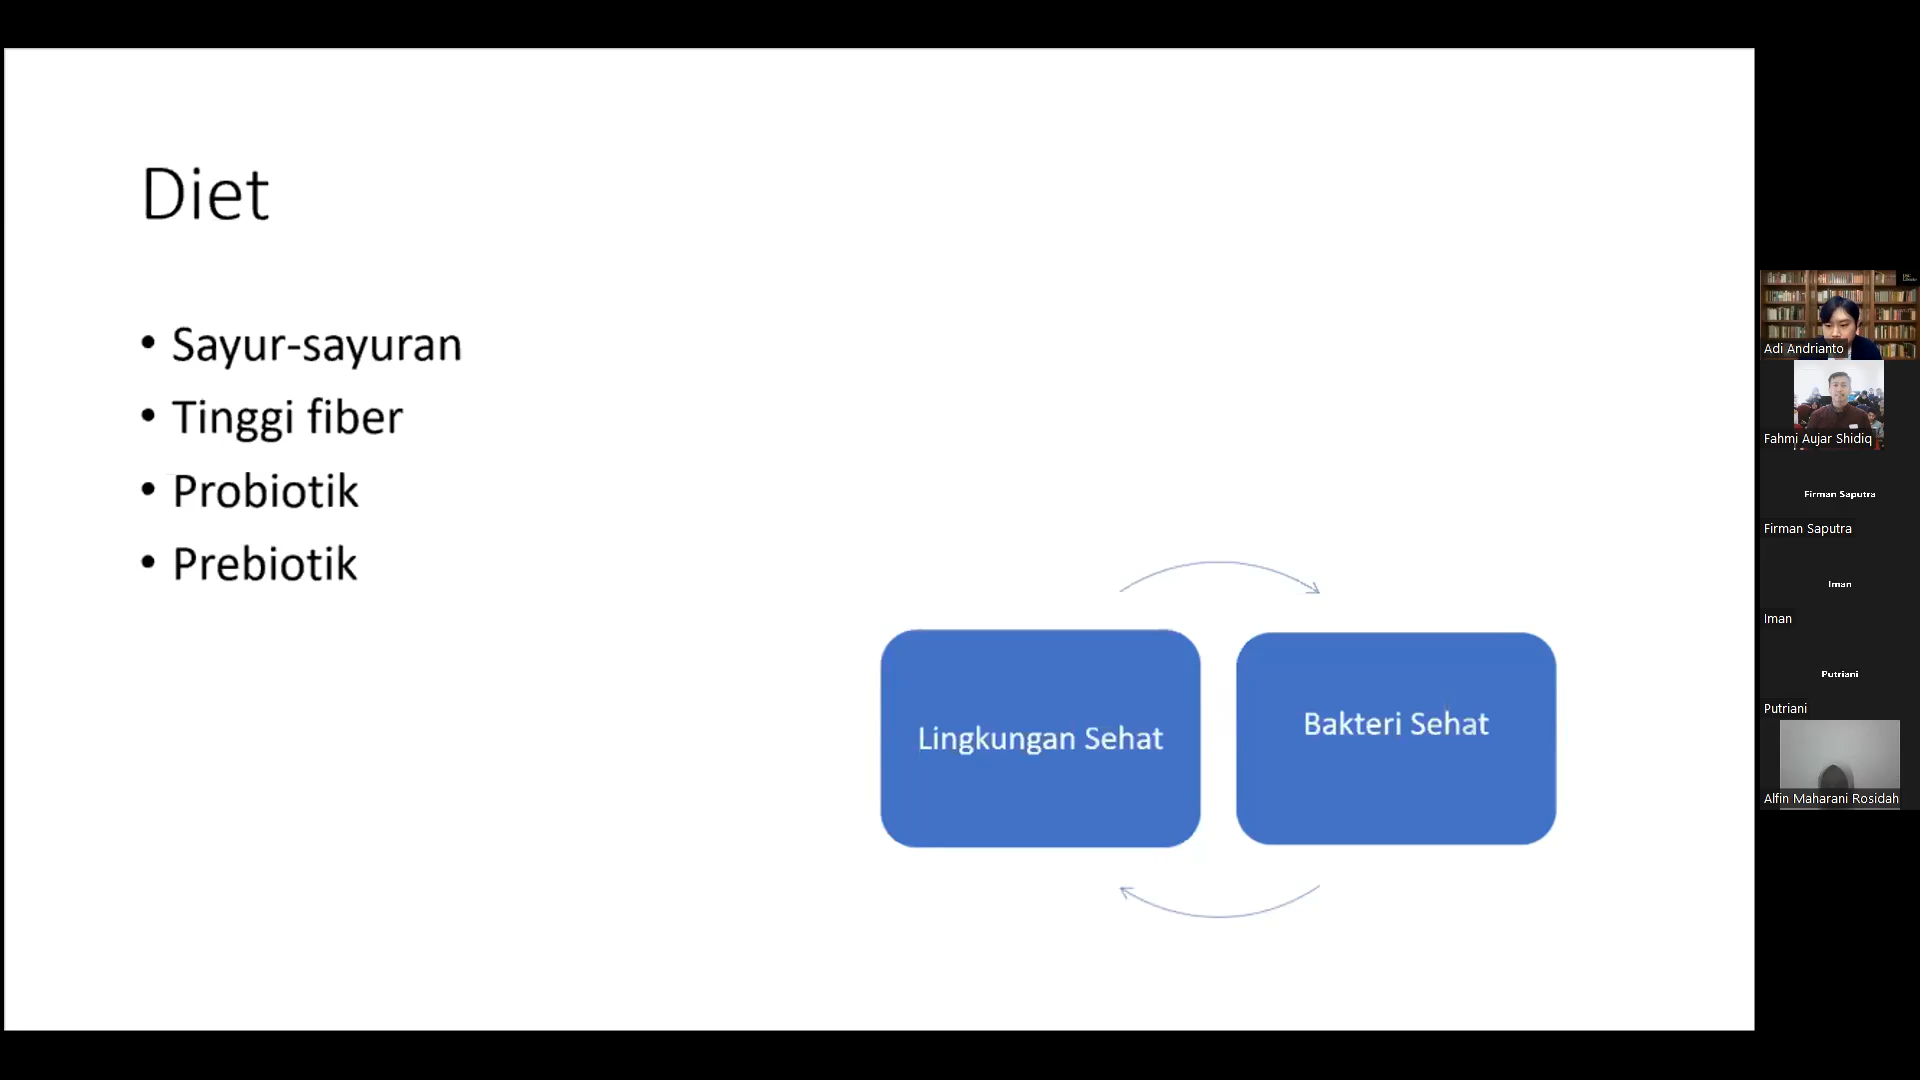 Diet
• Sayur-sayuran
• Tinggi fiber
• Probiotik
• Prebiotik
Lingkungan Sehat
Bakteri Sehat
Adi Andrianto
Fahmi Aujar Shidiq
Firman Saputra
Firman Saputra
Iman
Iman
Putriani
Putriani
Alfin Maharani Rosidah